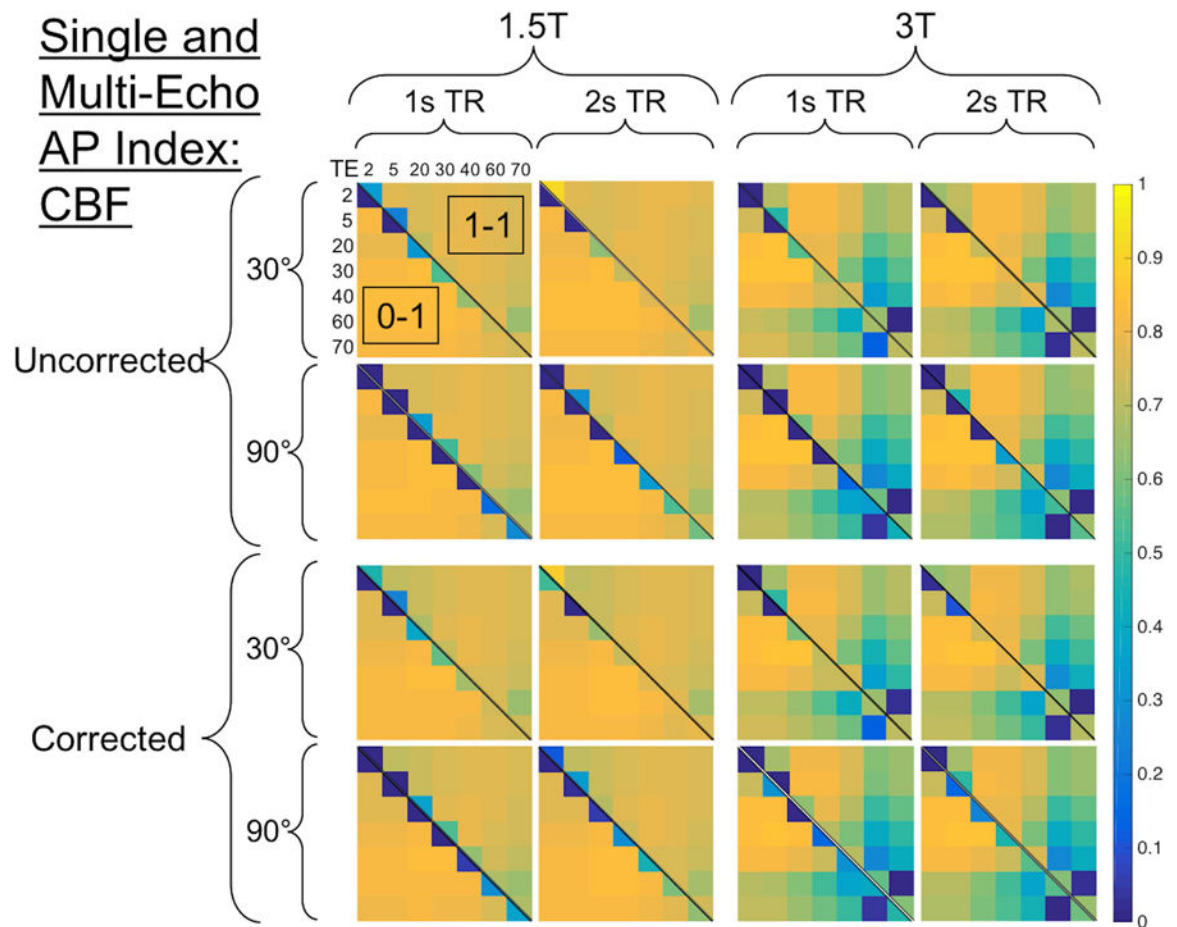 Single and
Multi-Echo
AP Index:
CBF
1.5T 3T
1s TR 2s TR 1s TR 2s TR
TE 2 5 20 30 40 60 70
2
5
20
30
40
60
70
1-1
0-1
Uncorrected
30°
90°
Corrected
30°
90°
1
0.9
0.8
0.7
0.6
0.5
0.4
0.3
0.2
0.1
0